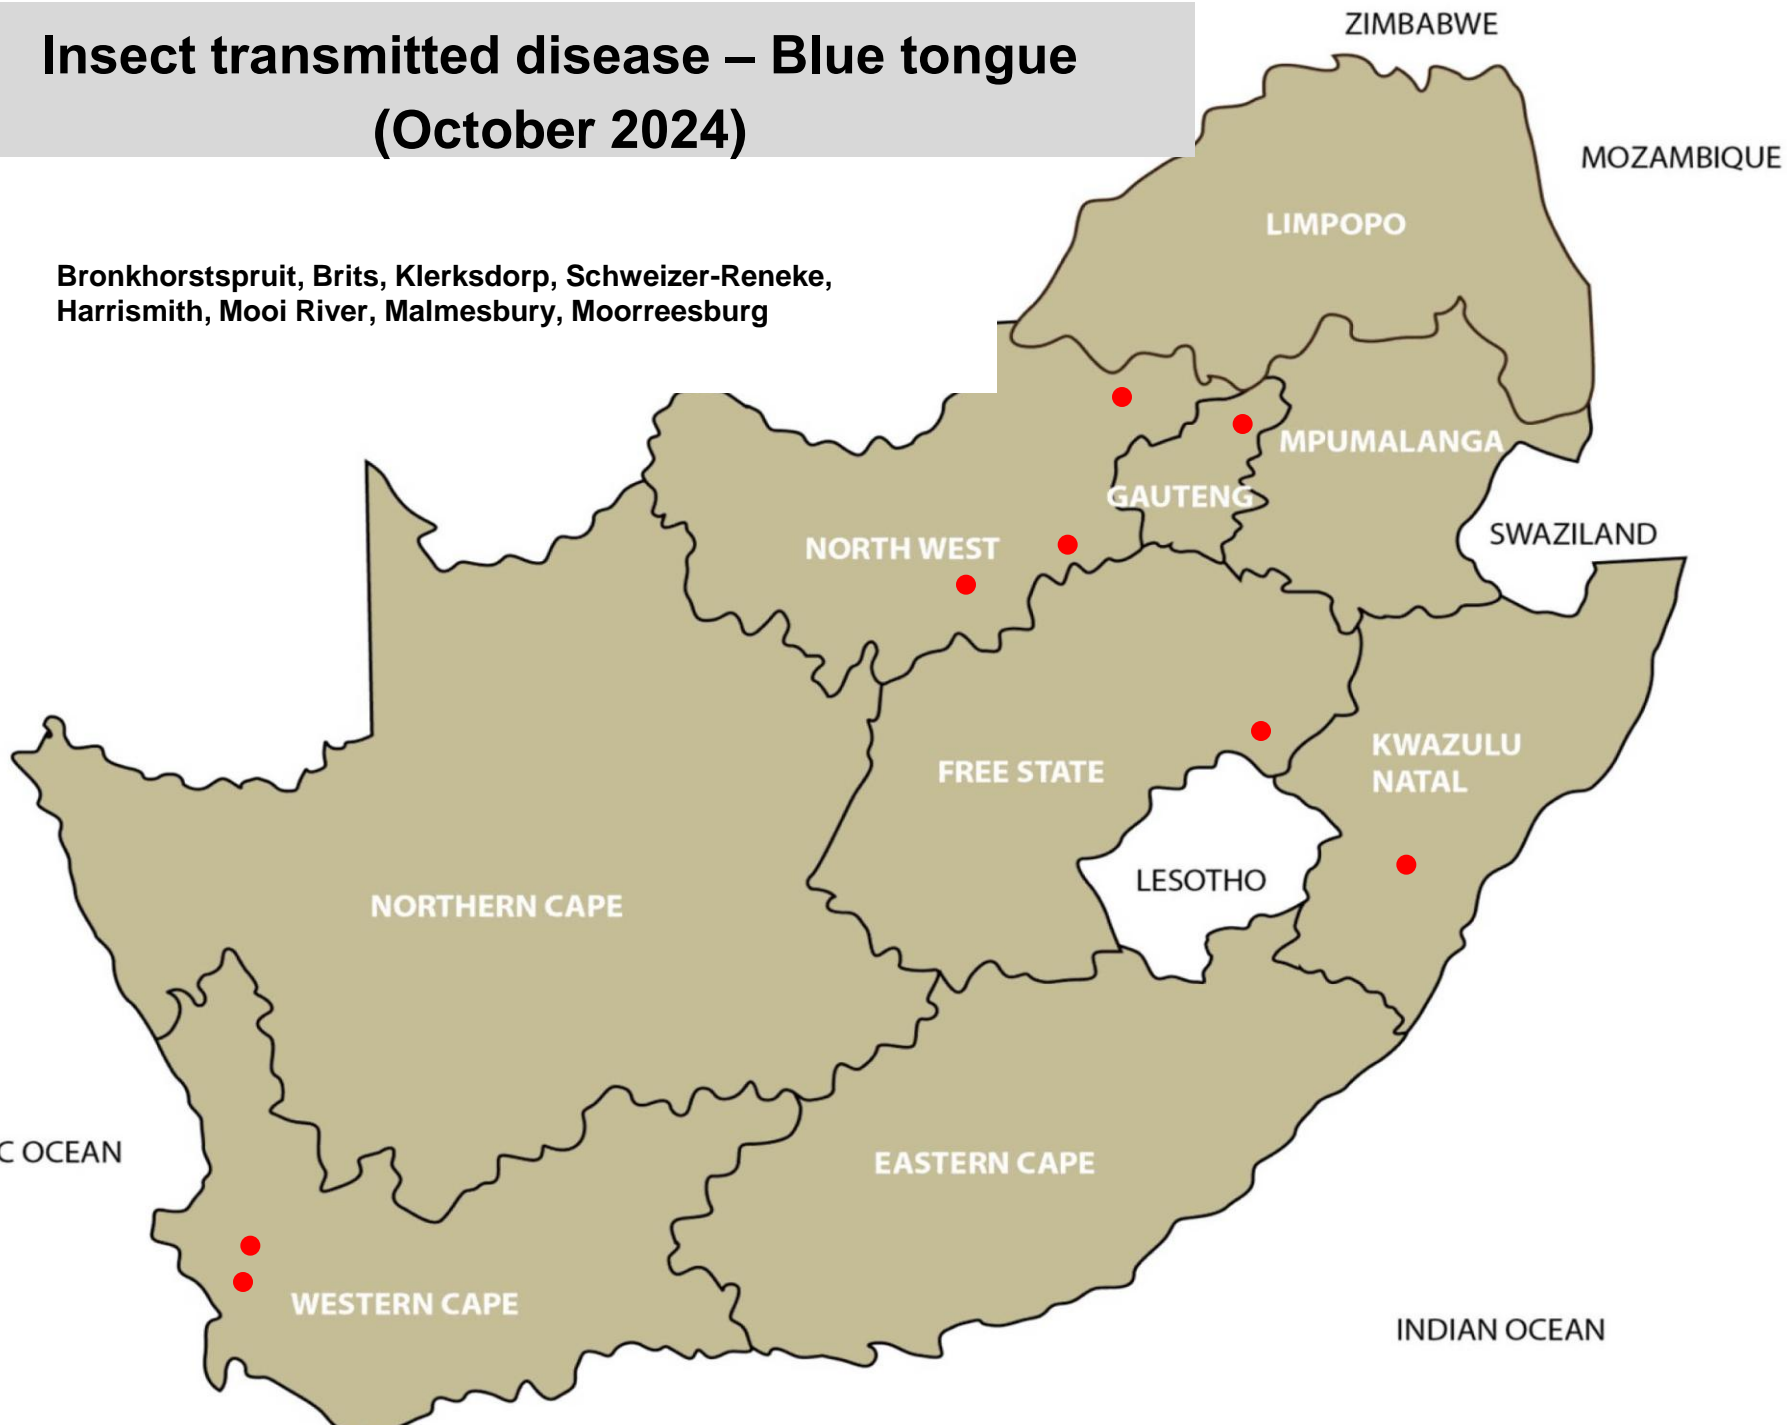 Insect transmitted disease – Blue tongue
(October 2024)
Bronkhorstspruit, Brits, Klerksdorp, Schweizer-Reneke,
Harrismith, Mooi River, Malmesbury, Moorreesburg
ZIMBABWE
MOZAMBIQUE
LIMPOPO
MPUMALANGA
GAUTENG
SWAZILAND
NORTH WEST
KWAZULU
NATAL
FREE STATE
LESOTHO
NORTHERN CAPE
C OCEAN
EASTERN CAPE
WESTERN CAPE
INDIAN OCEAN